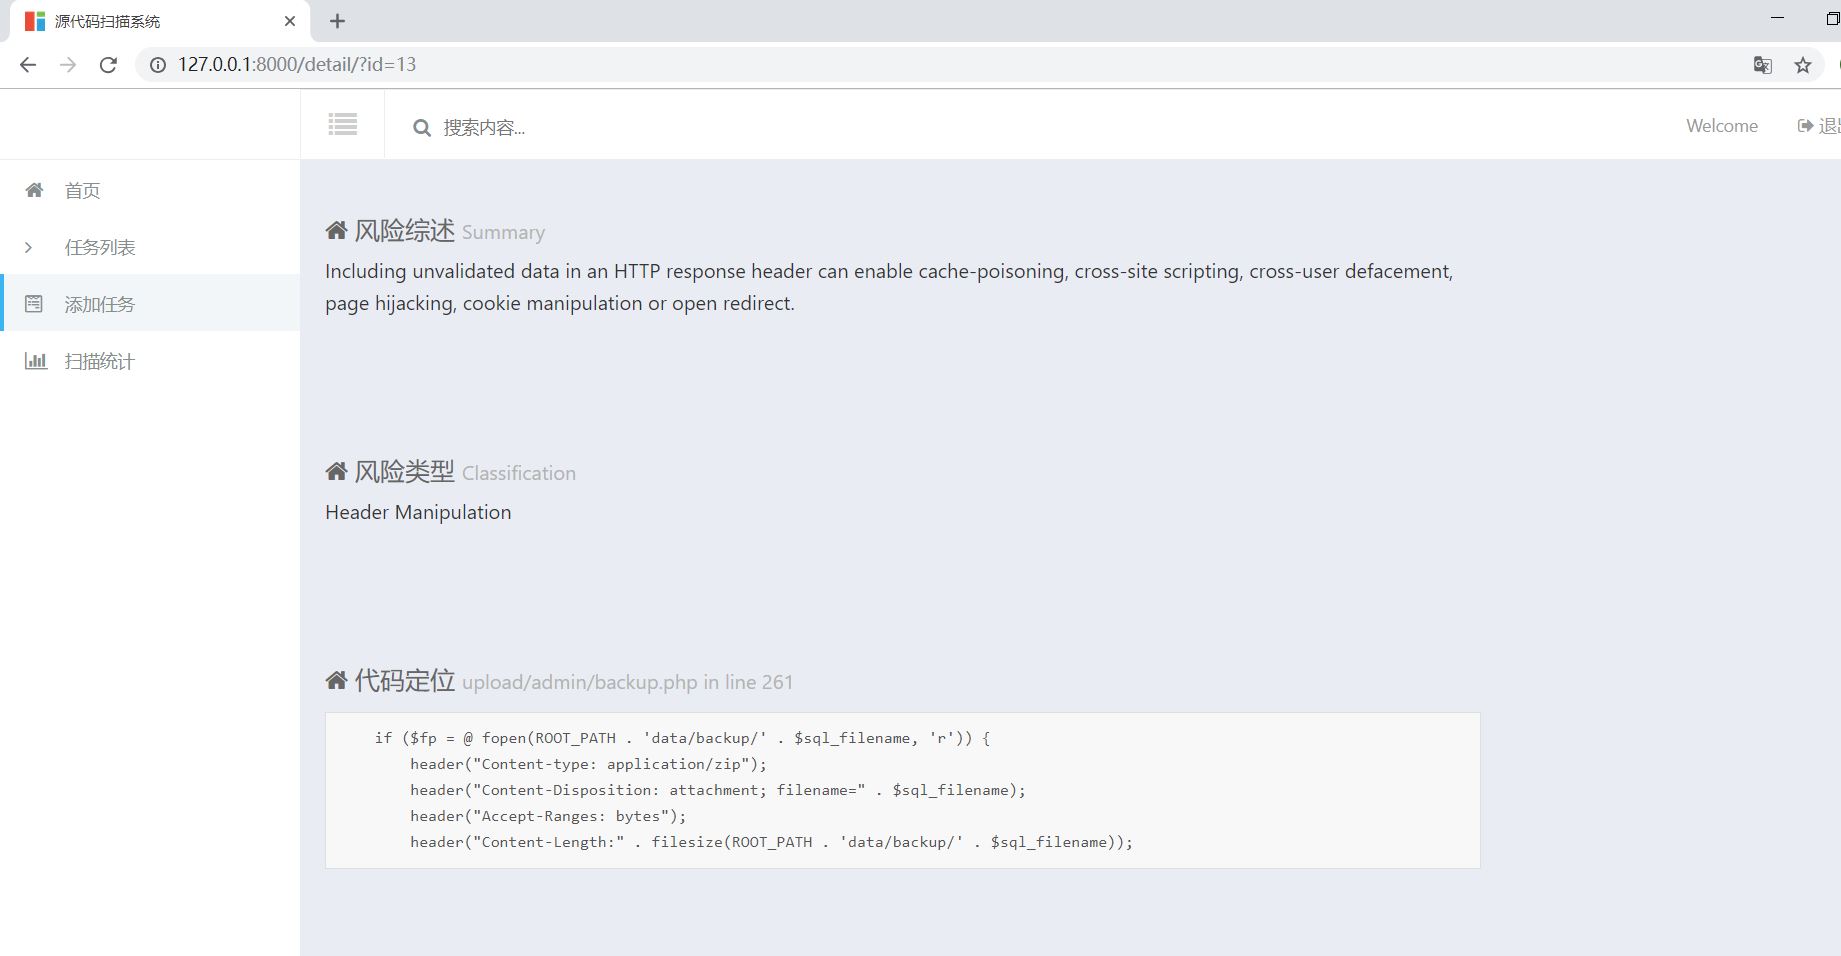 源代码扫描系统
127.0.0.1:8000/detail/?id=13
搜索内容...
Welcome
首页
任务列表
添加任务
扫描统计
风险综述 Summary
Including unvalidated data in an HTTP response header can enable cache-poisoning, cross-site scripting, cross-user defacement,
page hijacking, cookie manipulation or open redirect.
风险类型 Classification
Header Manipulation
代码定位 upload/admin/backup.php in line 261
if ($fp = @ fopen(ROOT_PATH . 'data/backup/' . $sql_filename, 'r')) {
header("Content-type: application/zip");
header("Content-Disposition: attachment; filename=" . $sql_filename);
header("Accept-Ranges: bytes");
header("Content-Length:" . filesize(ROOT_PATH . 'data/backup/' . $sql_filename));